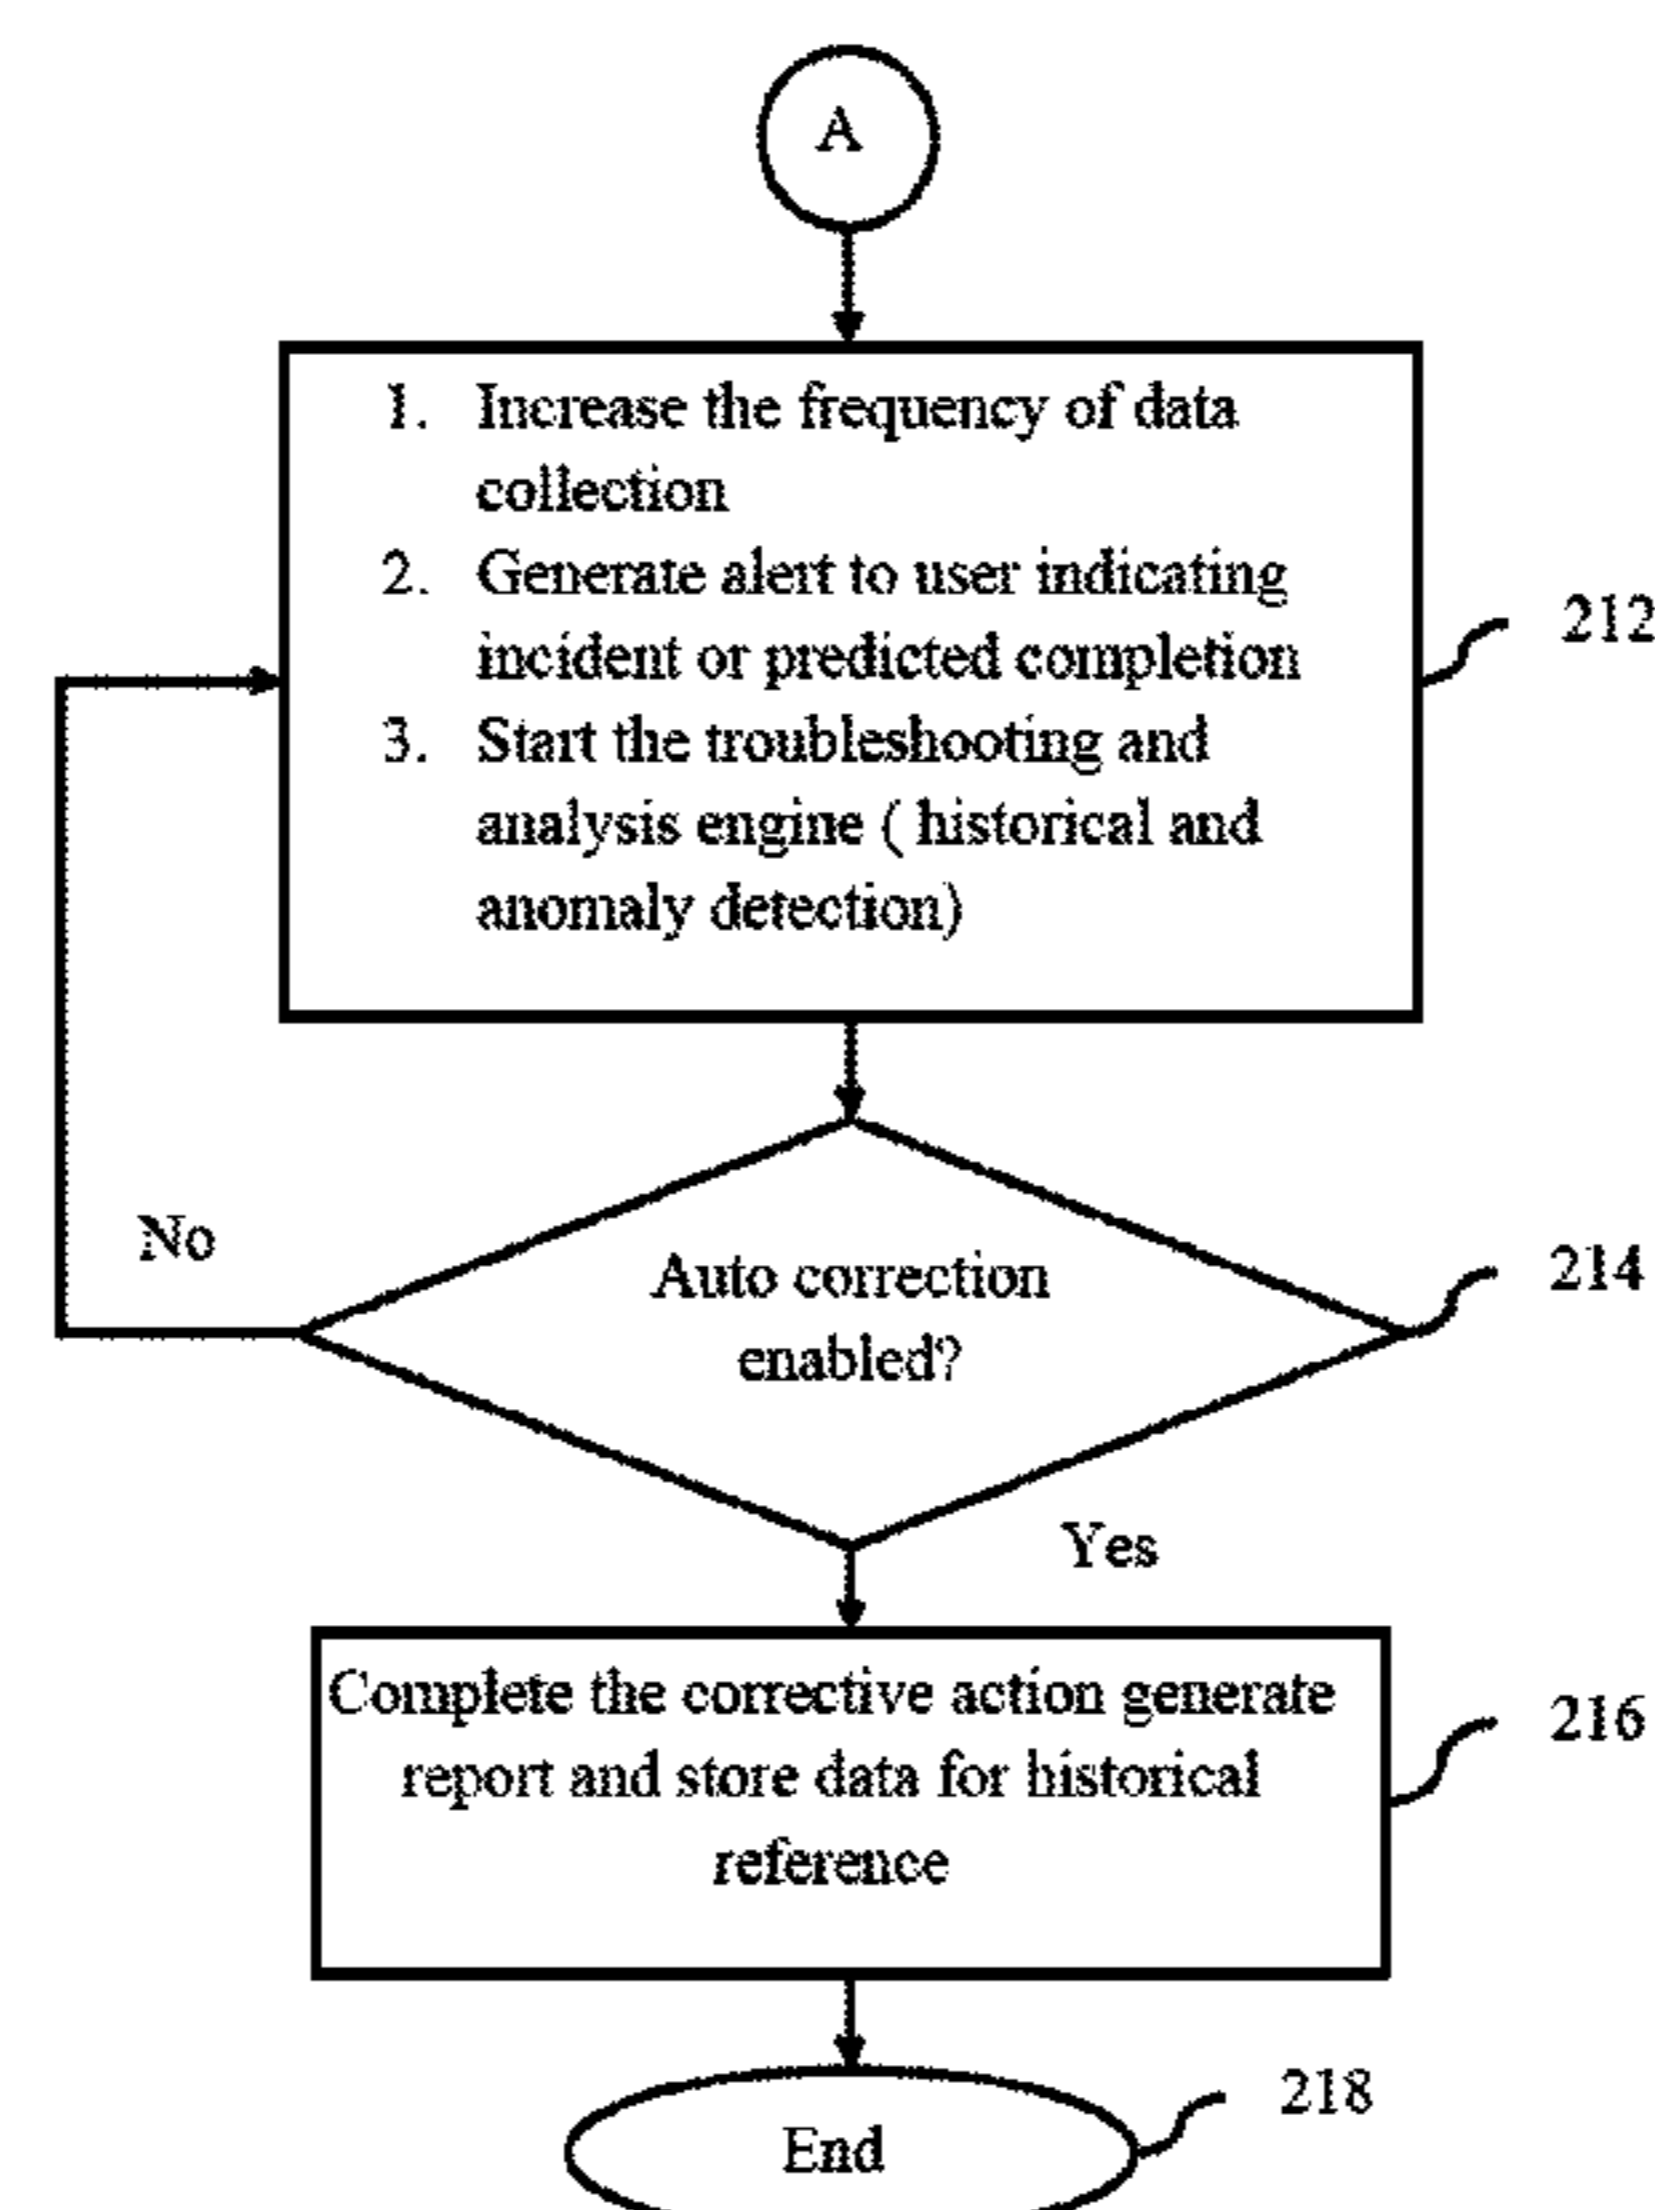 A
1. Increase the frequency of data
collection
2. Generate alert to user indicating
incident or predicted completion
3. Start the troubleshooting and
analysis engine ( historical and
anomaly detection)
212
No
Auto correction
enabled?
214
Yes
Complete the corrective action generate
report and store data for historical
reference
216
End
218